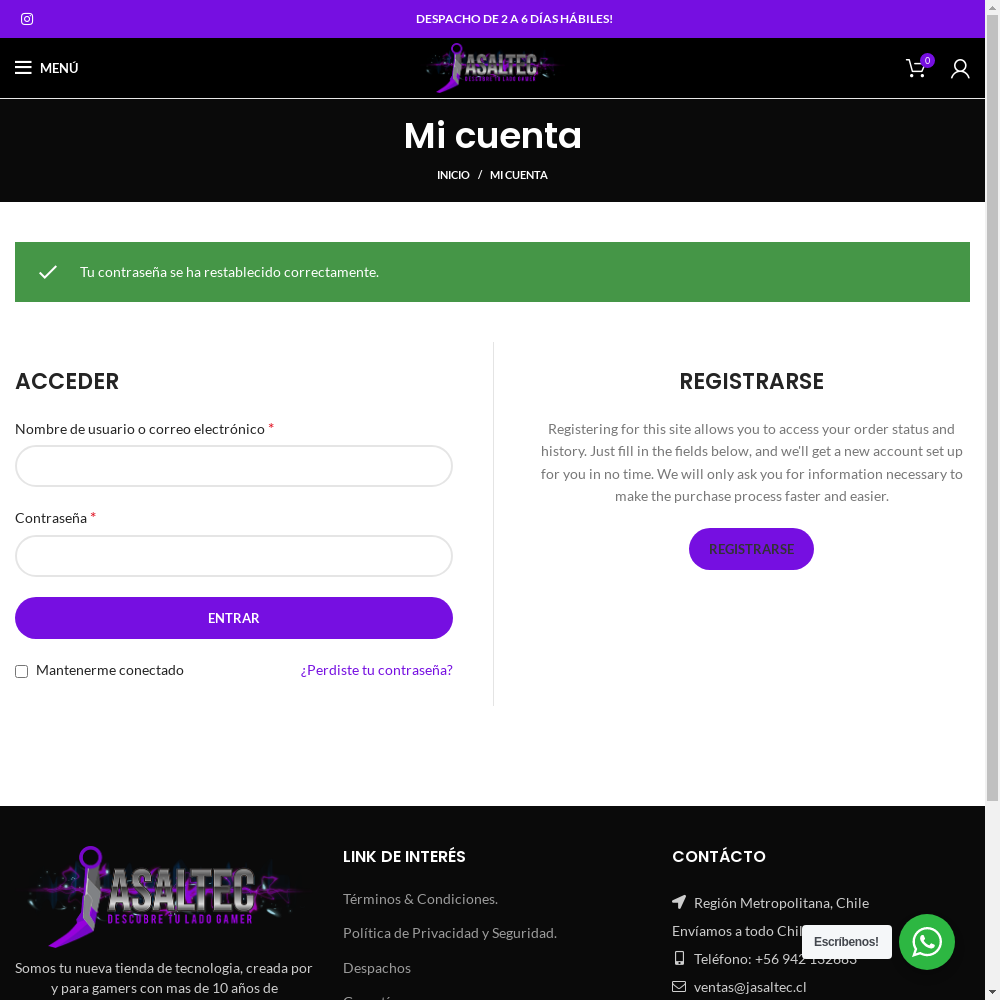 DESPACHO DE 2 A 6 DÍAS HÁBILES!
MENÚ
JASALTEC
DESCUBRE TU LADO GAMER
0
Mi cuenta
INICIO / MI CUENTA
Tu contraseña se ha restablecido correctamente.
ACCEDER
Nombre de usuario o correo electrónico *
Contraseña *
ENTRAR
Mantenerme conectado
¿Perdiste tu contraseña?
REGISTRARSE
Registering for this site allows you to access your order status and
history. Just fill in the fields below, and we'll get a new account set up
for you in no time. We will only ask you for information necessary to
make the purchase process faster and easier.
REGISTRARSE
JASALTEC
DESCUBRE TU LADO GAMER
Somos tu nueva tienda de tecnologia, creada por
y para gamers con mas de 10 años de
LINK DE INTERÉS
Términos & Condiciones.
Política de Privacidad y Seguridad.
Despachos
CONTÁCTO
Región Metropolitana, Chile
Envíamos a todo
Teléfono: +56 942
ventas@jasaltec.cl
Escríbenos!